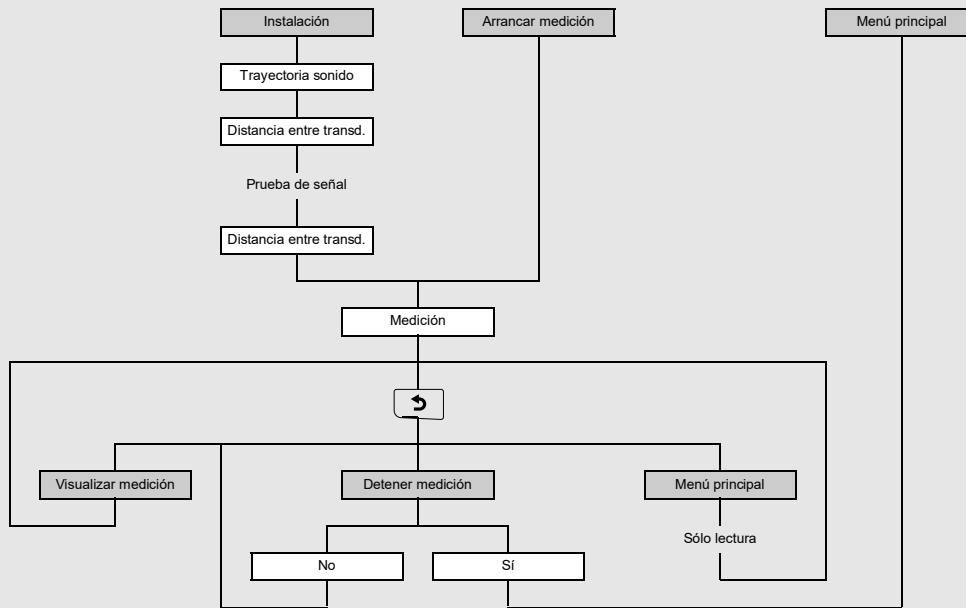 Instalación
Arrancar medición
Menú principal
Trayectoria sonido
Distancia entre transd.
Prueba de señal
Distancia entre transd.
Medición
Visualizar medición
Detener medición
Menú principal
Sólo lectura
No
Sí